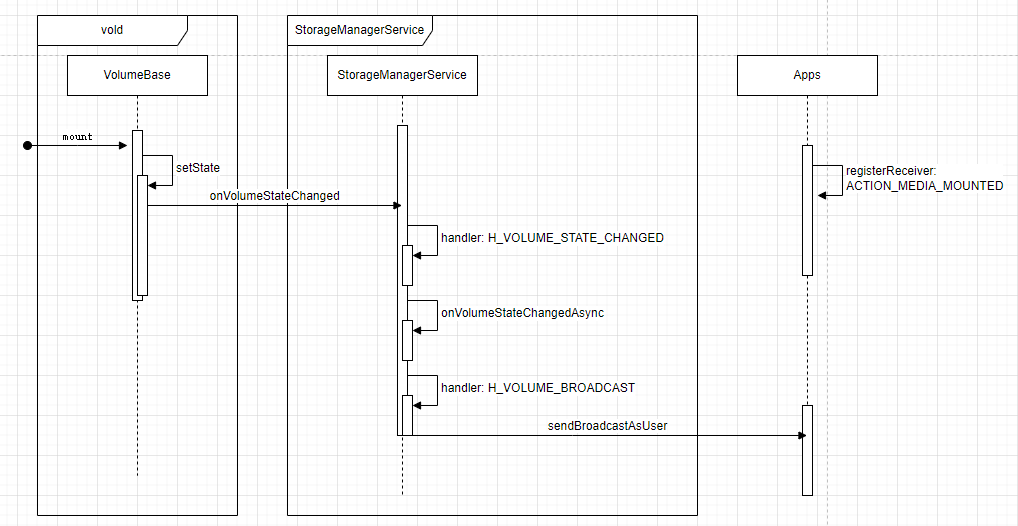 vold
StorageManagerService
VolumeBase
StorageManagerService
Apps
mount
setState
registerReceiver:
ACTION_MEDIA_MOUNTED
onVolumeStateChanged
handler: H_VOLUME_STATE_CHANGED
onVolumeStateChangedAsync
handler: H_VOLUME_BROADCAST
sendBroadcastAsUser